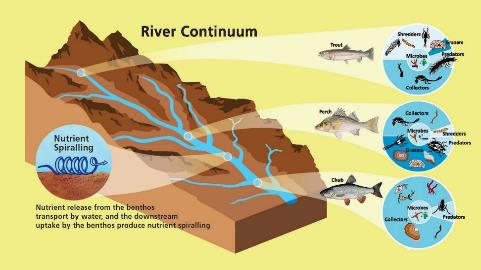 River Continuum
Trout
Shredders
Grazers
Predators
Microbes
Collectors
Perch
Collectors
Microbes
Shredders
Predators
Grazers
Chub
Microbes
Collectors
Predators
Nutrient
Spiralling
Nutrient release from the benthos
transport by water, and the downstream
uptake by the benthos produce nutrient spiralling